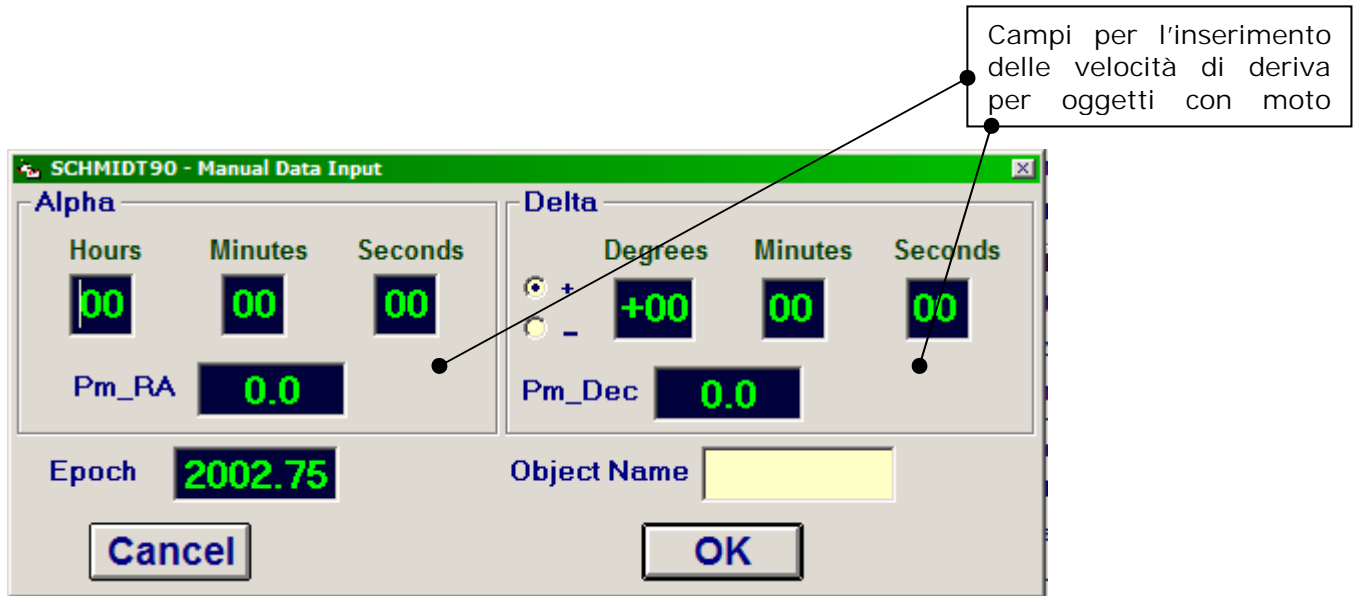 Campi per l'inserimento
delle velocità di deriva
per oggetti con moto
SCHMIDT90 - Manual Data Input
Alpha
Hours Minutes Seconds
00 00 00
Pm_RA 0.0
Delta
Degrees Minutes Seconds
+
–
+00 00 00
Pm_Dec 0.0
Epoch 2002.75
Object Name
Cancel
OK